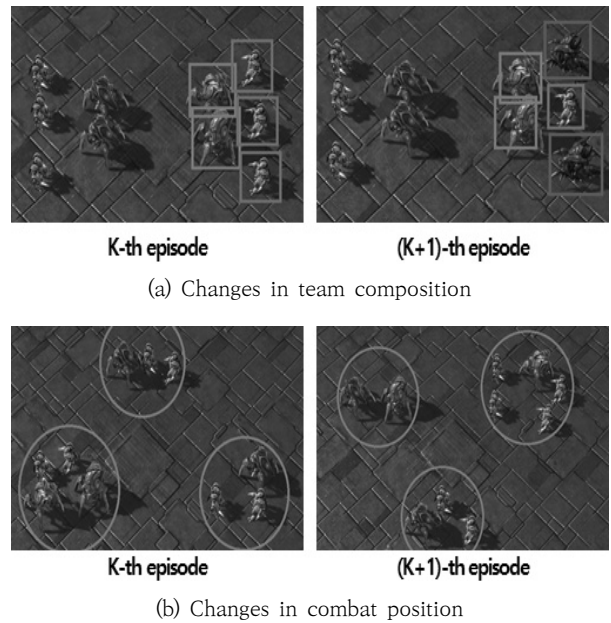 K-th episode
(K+1)-th episode
(a) Changes in team composition
K-th episode
(K+1)-th episode
(b) Changes in combat position